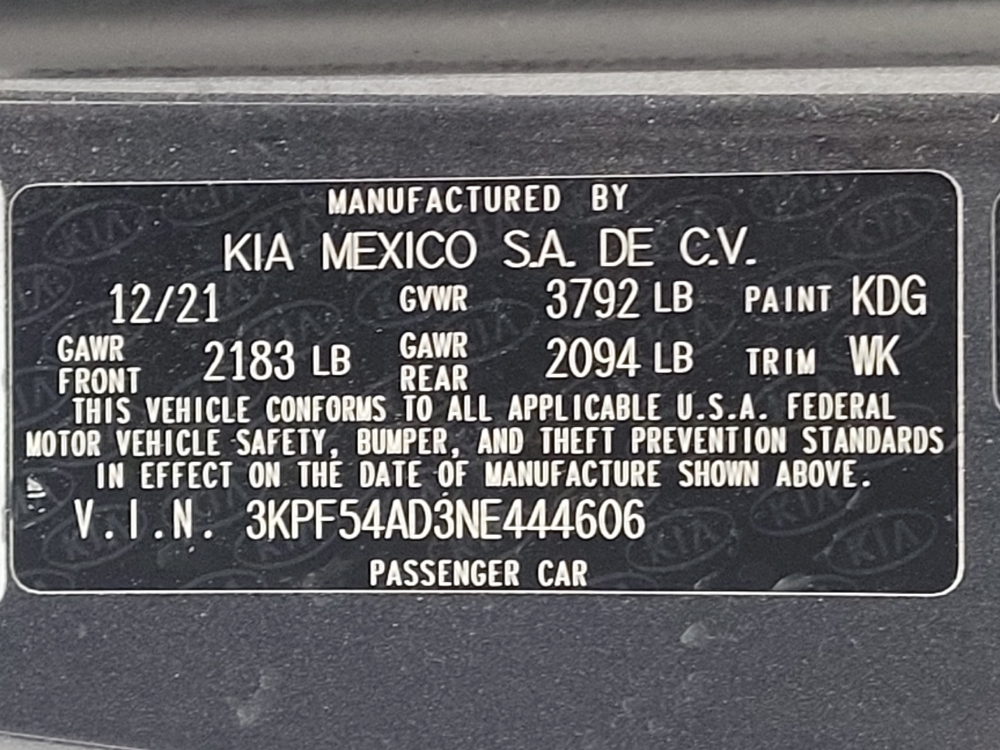 MANUFACTURED BY
KIA MEXICO S.A. DE C.V.
12/21 GVWR 3792 LB PAINT KDG
GAWR FRONT 2183 LB GAWR REAR 2094 LB TRIM WK
THIS VEHICLE CONFORMS TO ALL APPLICABLE U.S.A. FEDERAL
MOTOR VEHICLE SAFETY, BUMPER, AND THEFT PREVENTION STANDARDS
IN EFFECT ON THE DATE OF MANUFACTURE SHOWN ABOVE.
V.I.N. 3KPF54AD3NE444606
PASSENGER CAR